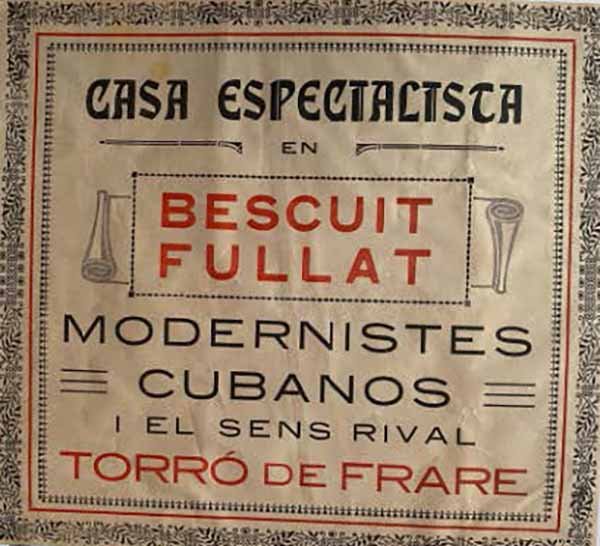 CASA ESPECIALISTA
EN
BESCUIT
FULLAT
MODERNISTES
CUBANOS
I EL SENS RIVAL
TORRÓ DE FRARE